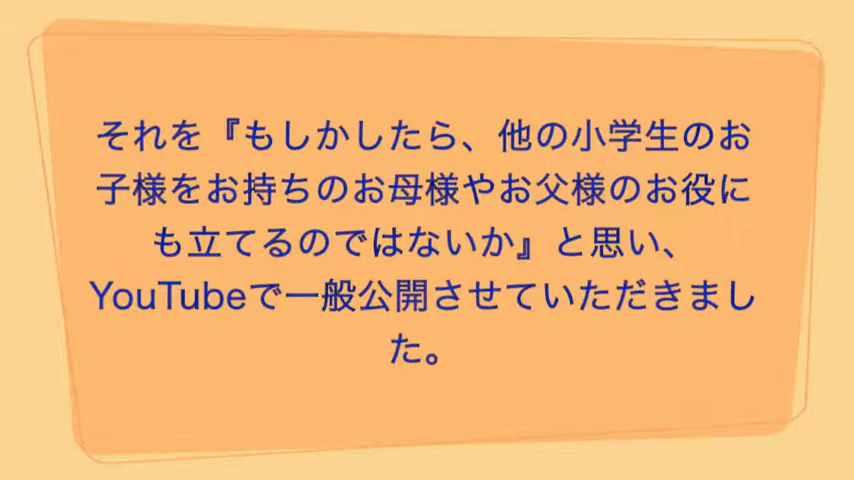 それを『もしかしたら、他の小学生のお
子様をお持ちのお母様やお父様のお役に
も立てるのではないか』と思い、
YouTubeで一般公開させていただきまし
た。